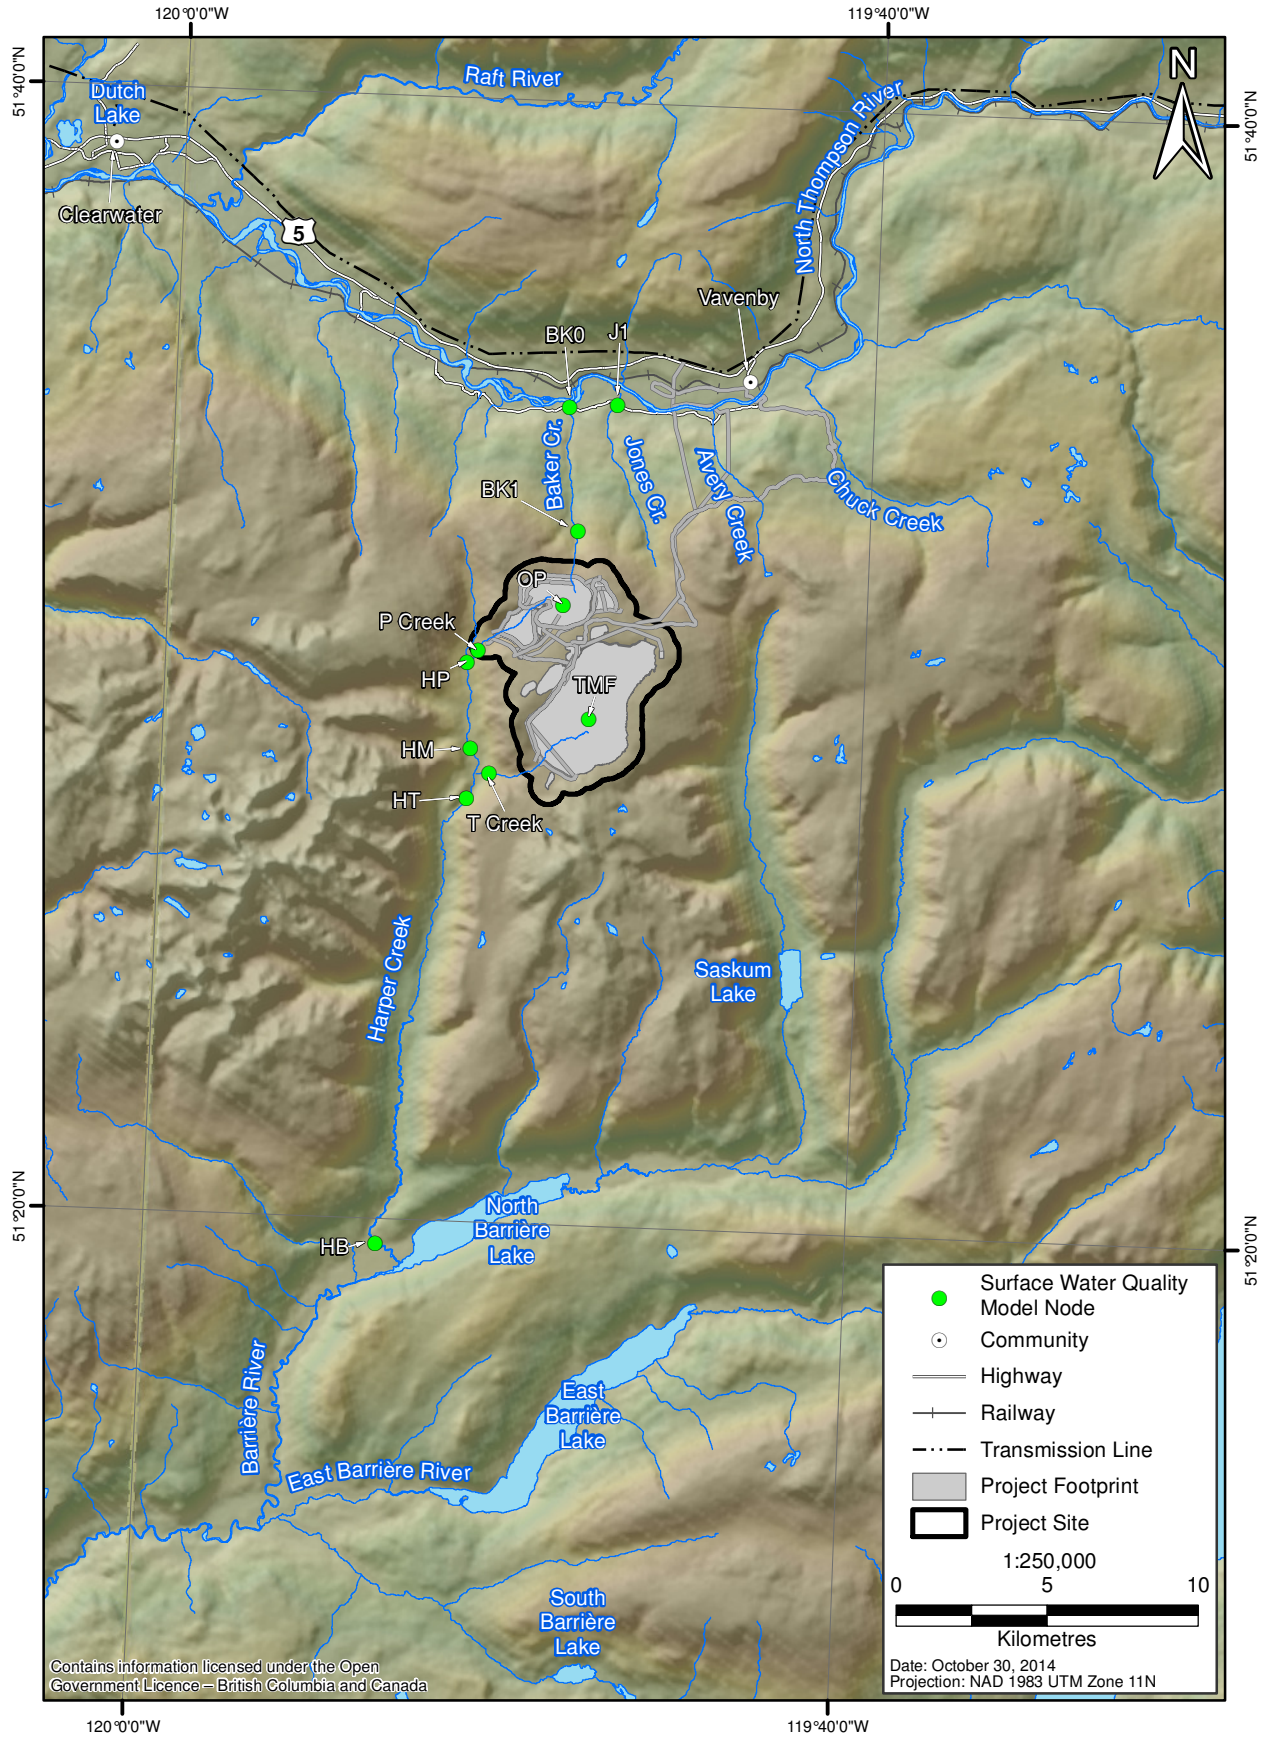 120°0'0"W
119°40'0"W
51°40'0"N
51°40'0"N
Raft River
Dutch
Lake
N
North Thompson River
Clearwater
5
Vavenby
BK0
J1
Baker Cr.
Jones Cr.
Avery Creek
Chuck Creek
BK1
OP
P Creek
HP
TMF
HM
HT
T Creek
Harper Creek
Saskum
Lake
51°20'0"N
51°20'0"N
North
Barrière
Lake
HB
Barrière River
East
Barrière
Lake
East Barrière River
South
Barrière
Lake
Surface Water Quality
Model Node
Community
Highway
Railway
Transmission Line
Project Footprint
Project Site
1:250,000
0 5 10
Kilometres
Date: October 30, 2014
Projection: NAD 1983 UTM Zone 11N
Contains information licensed under the Open
Government Licence – British Columbia and Canada
120°0'0"W
119°40'0"W